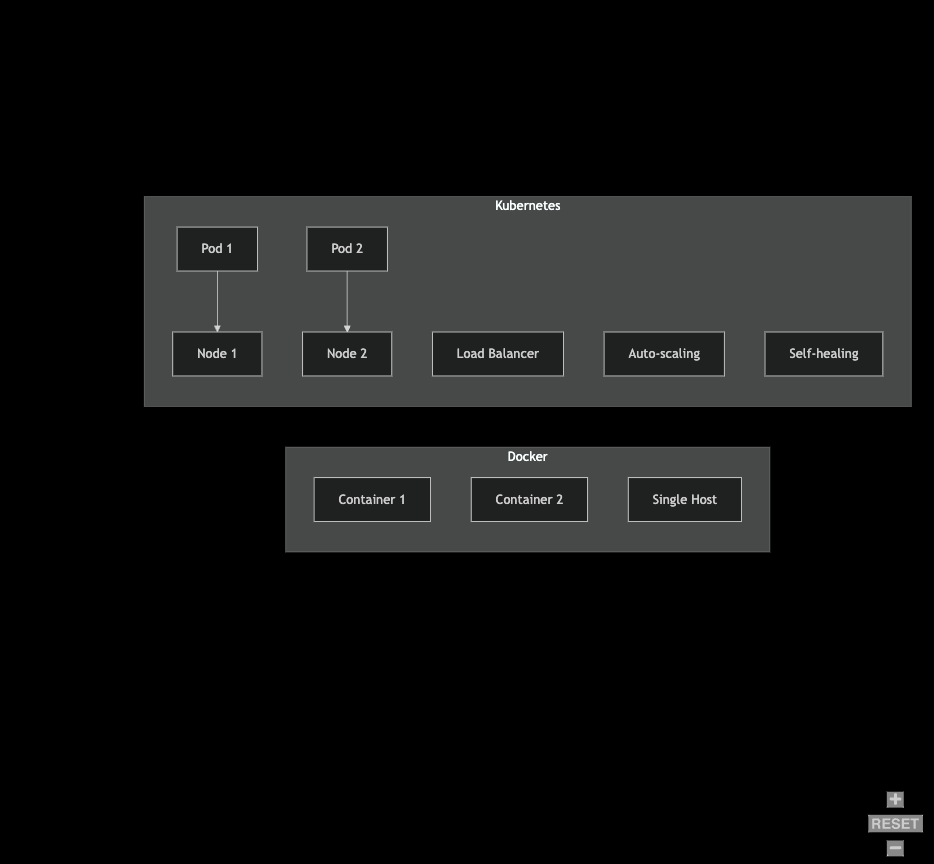 Kubernetes
Pod 1
Pod 2
Node 1
Node 2
Load Balancer
Auto-scaling
Self-healing
Docker
Container 1
Container 2
Single Host
+
RESET
−